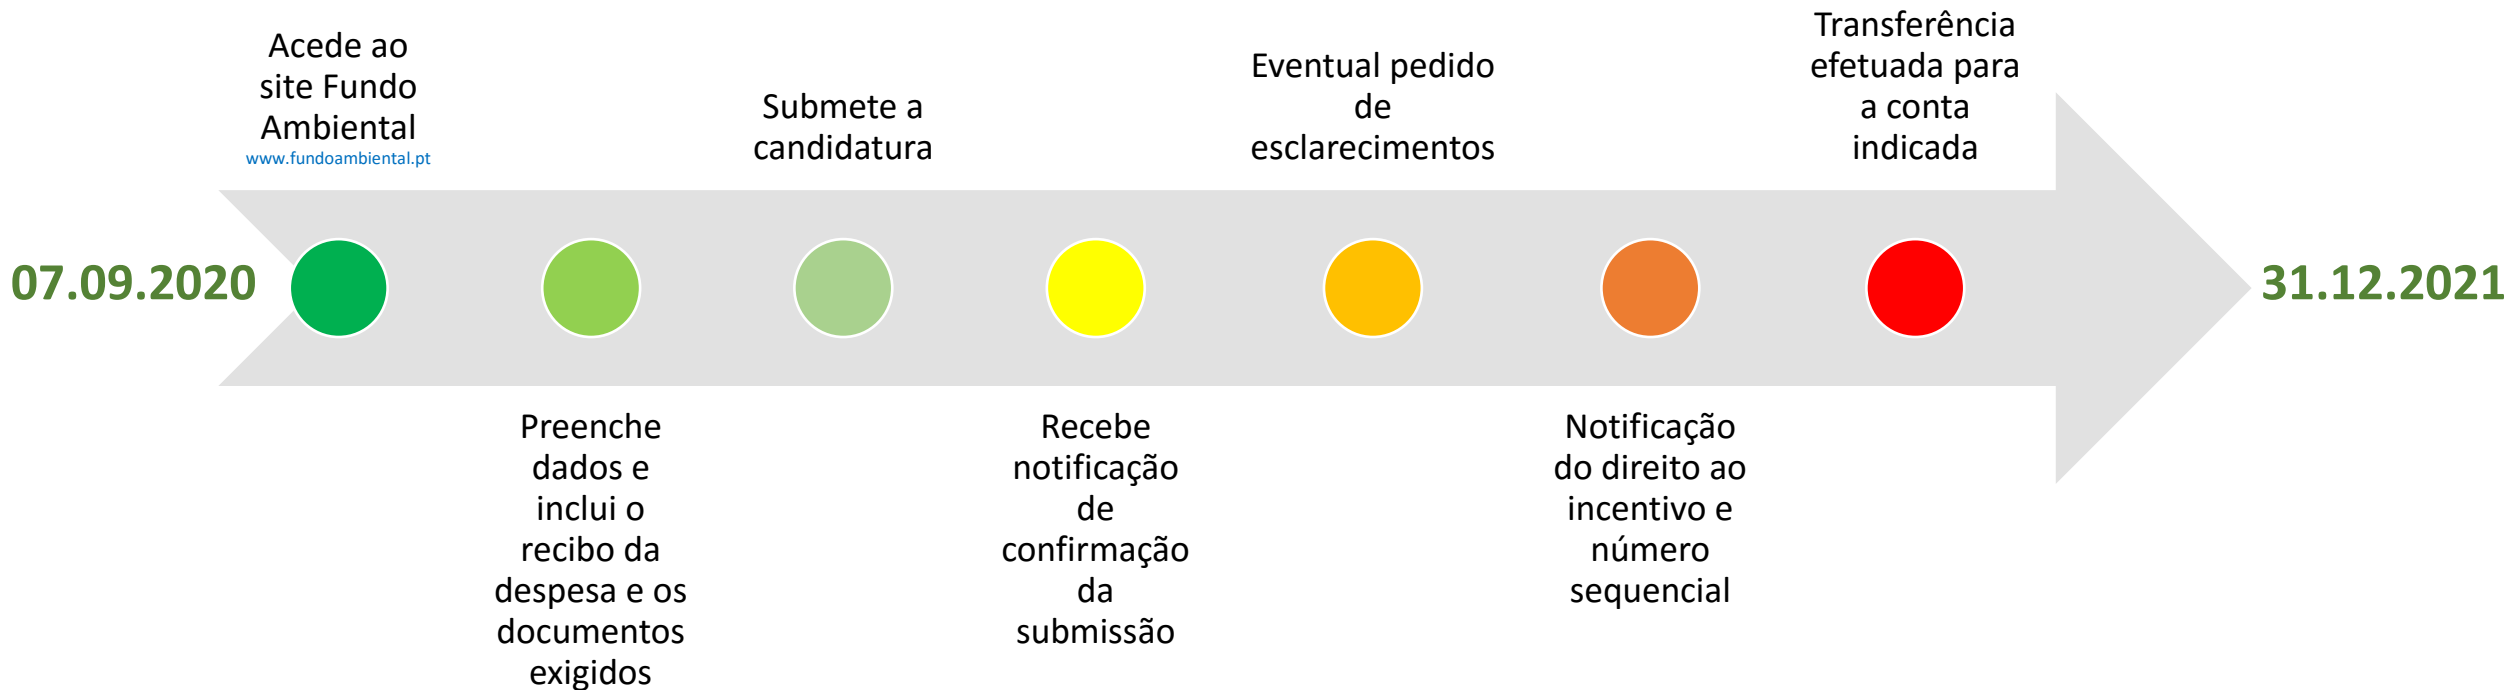 07.09.2020
Acede ao
site Fundo
Ambiental
www.fundoambiental.pt
Preenche
dados e
inclui o
recibo da
despesa e os
documentos
exigidos
Submete a
candidatura
Recebe
notificação
de
confirmação
da
submissão
Eventual pedido
de
esclarecimentos
Notificação
do direito ao
incentivo e
número
sequencial
Transferência
efetuada para
a conta
indicada
31.12.2021